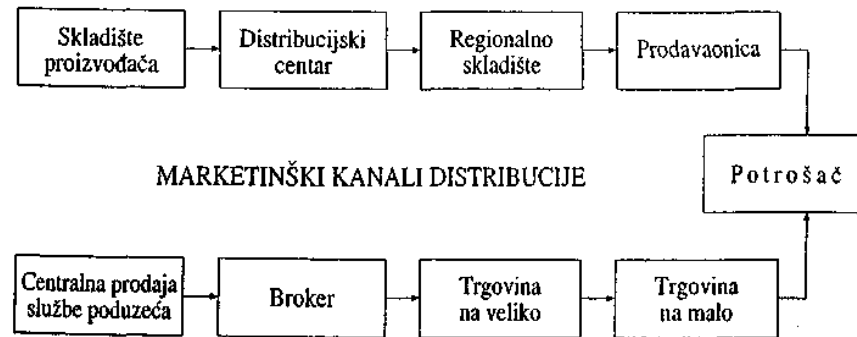 Skladište
proizvođača
Distribucijski
centar
Regionalno
skladište
Prodavaonica
MARKETINŠKI KANALI DISTRIBUCIJE
Potrošač
Centralna prodaja
službe poduzeća
Broker
Trgovina
na veliko
Trgovina
na malo